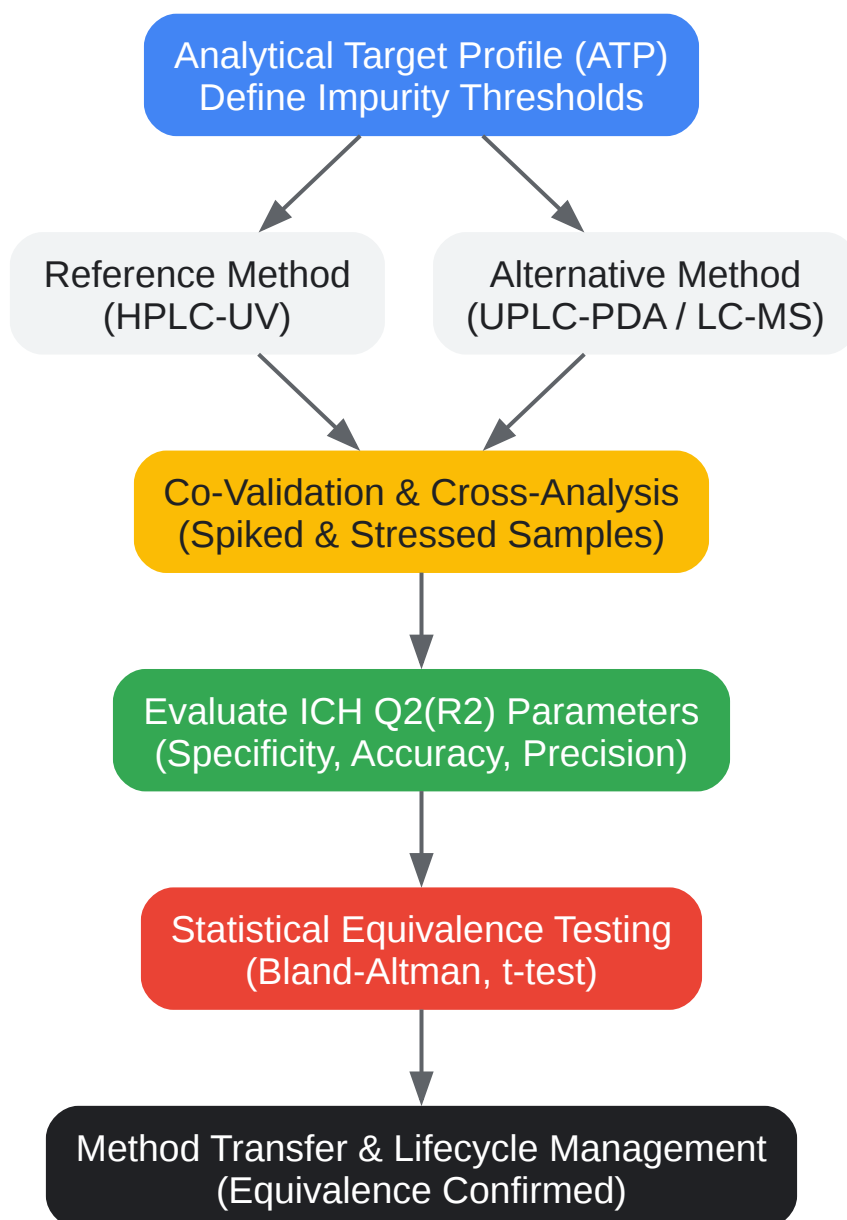 Analytical Target Profile (ATP)
Define Impurity Thresholds
Reference Method
(HPLC-UV)
Alternative Method
(UPLC-PDA / LC-MS)
Co-Validation & Cross-Analysis
(Spiked & Stressed Samples)
Evaluate ICH Q2(R2) Parameters
(Specificity, Accuracy, Precision)
Statistical Equivalence Testing
(Bland-Altman, t-test)
Method Transfer & Lifecycle Management
(Equivalence Confirmed)